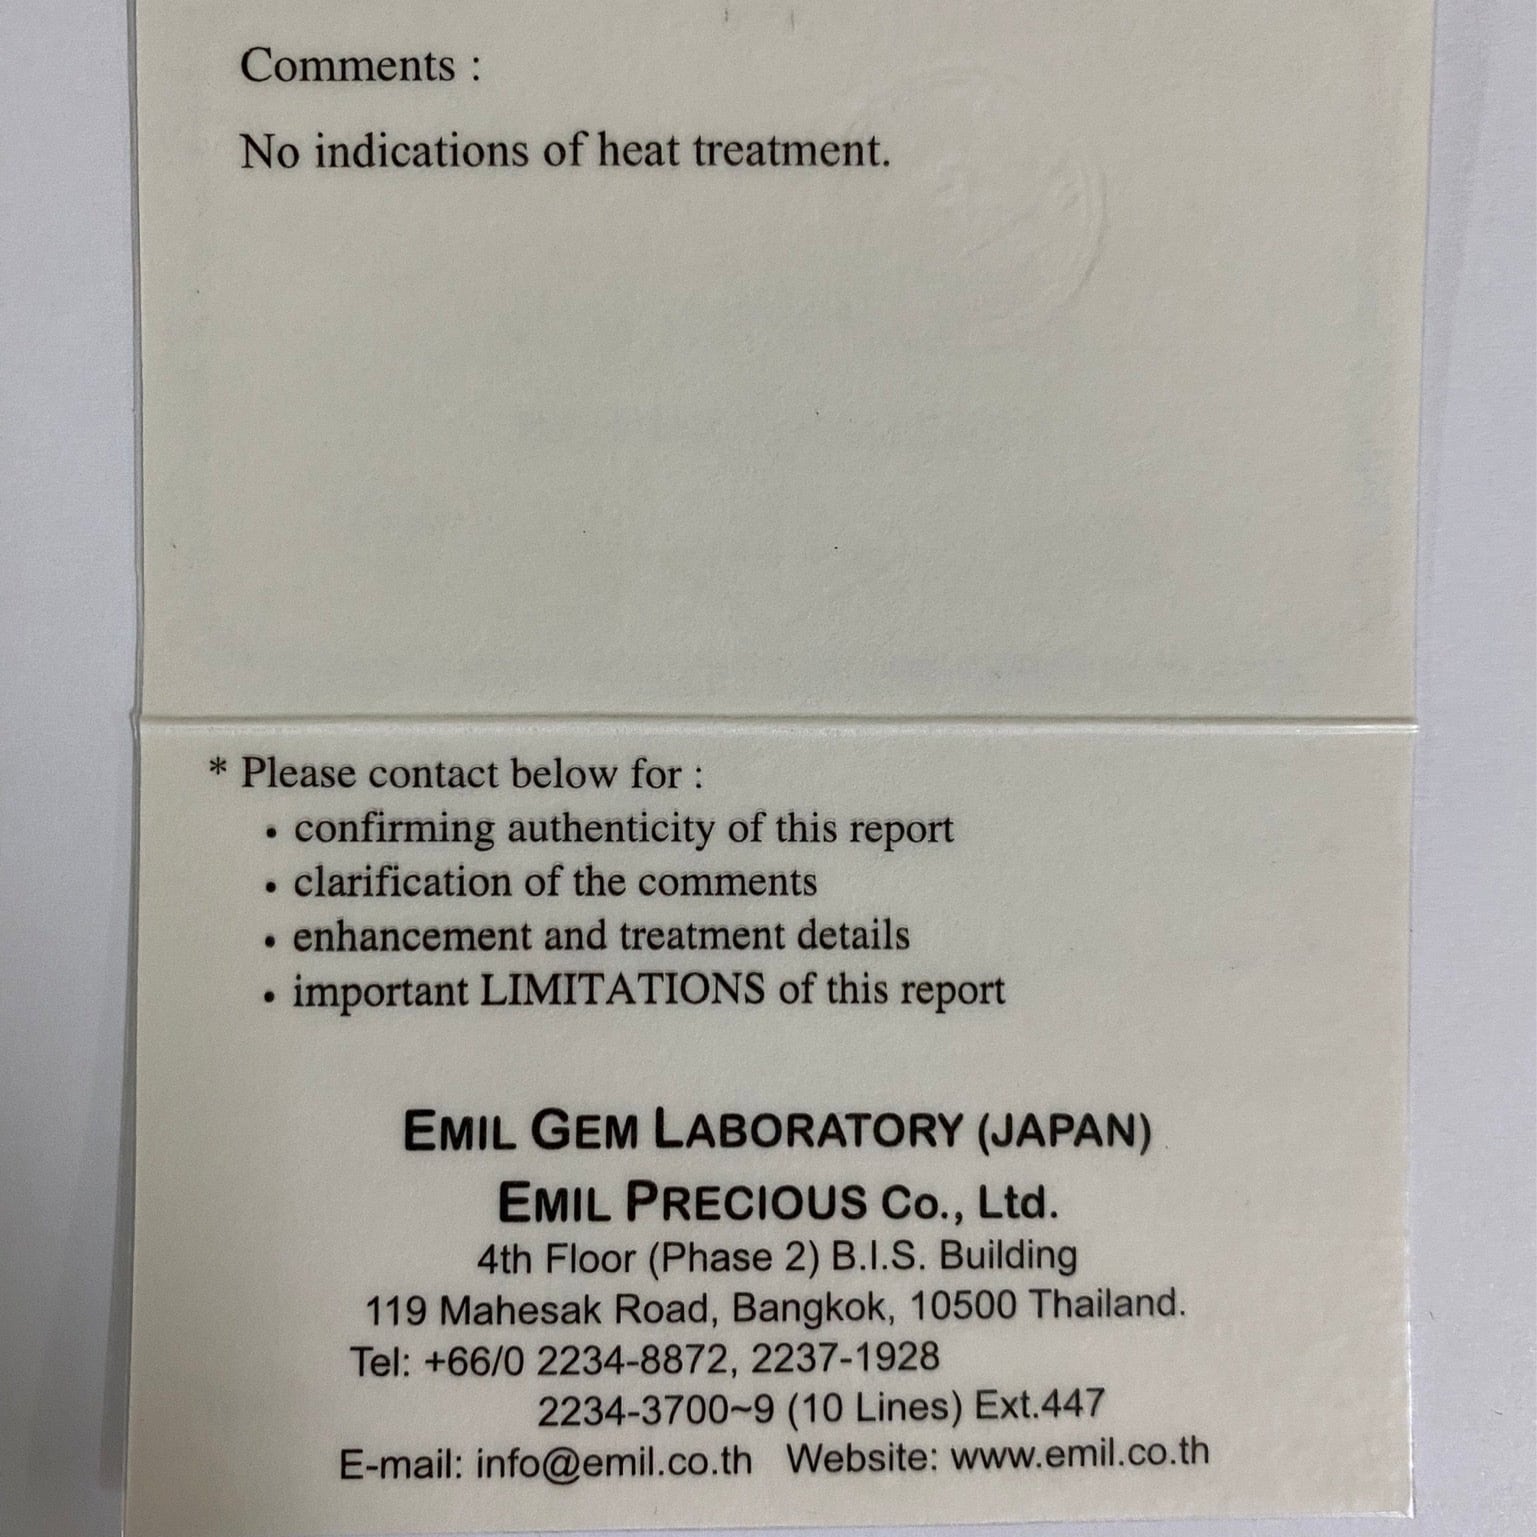 Comments :
No indications of heat treatment.
* Please contact below for :
• confirming authenticity of this report
• clarification of the comments
• enhancement and treatment details
• important LIMITATIONS of this report
EMIL GEM LABORATORY (JAPAN)
EMIL PRECIOUS Co., Ltd.
4th Floor (Phase 2) B.I.S. Building
119 Mahesak Road, Bangkok, 10500 Thailand.
Tel: +66/0 2234-8872, 2237-1928
2234-3700~9 (10 Lines) Ext.447
E-mail: info@emil.co.th Website: www.emil.co.th